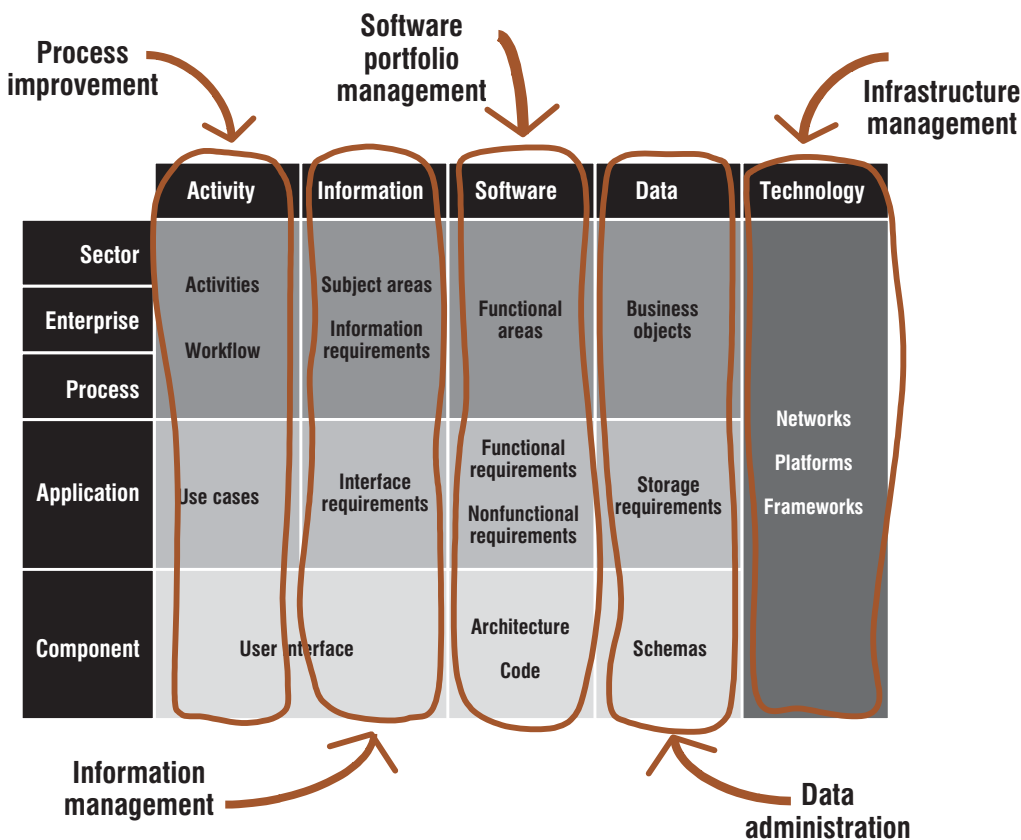 Process
improvement
Software
portfolio
management
Infrastructure
management
Activity
Information
Software
Data
Technology
Sector
Enterprise
Process
Activities
Workflow
Subject areas
Information
requirements
Functional
areas
Business
objects
Networks
Platforms
Frameworks
Application
Use cases
Interface
requirements
Functional
requirements
Nonfunctional
requirements
Storage
requirements
Component
User interface
Architecture
Code
Schemas
Information
management
Data
administration